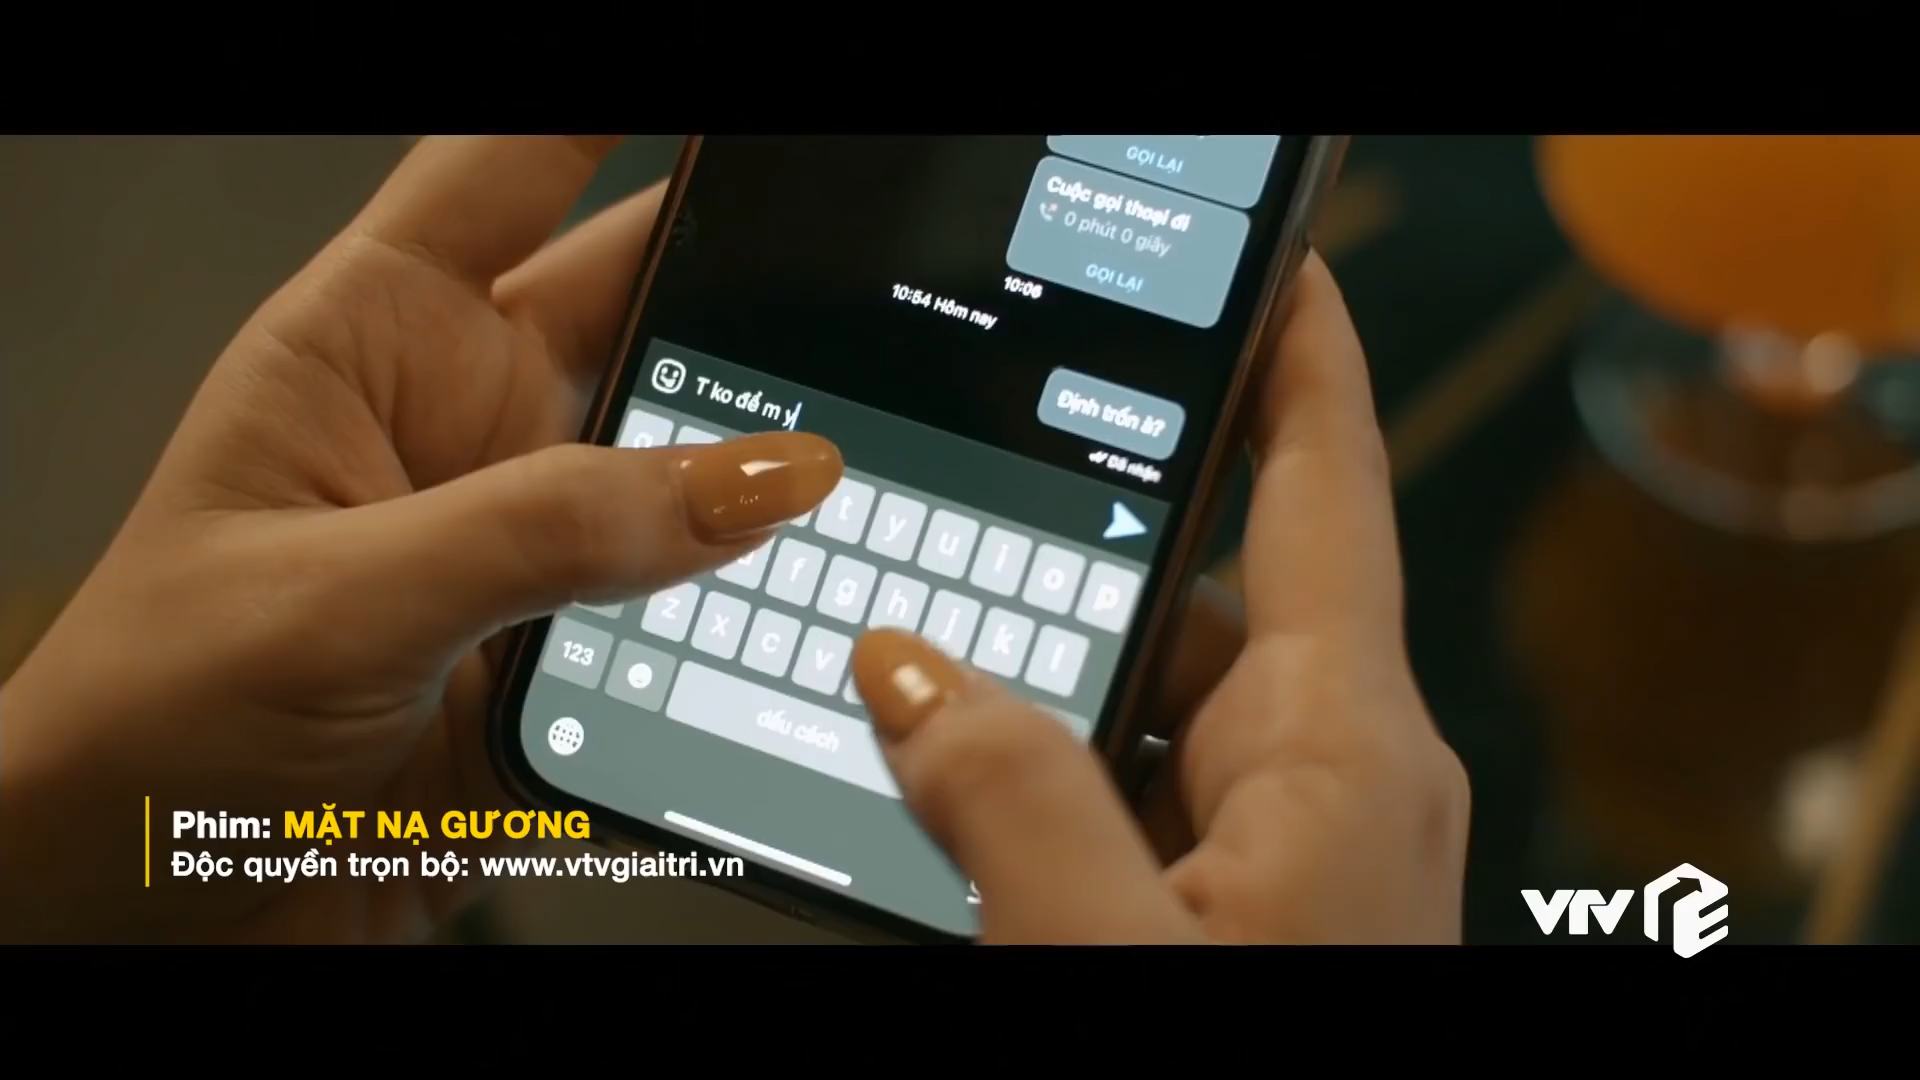 GỌI LẠI
Cuộc gọi thoại đi
0 phút 0 giây
GỌI LẠI
10:06
10:54 Hôm nay
Định trốn à?
Đã nhận
T ko để m y
t y u i o p
f g h j k l
z x c v
123
dấu cách
Phim: MẶT NẠ GƯƠNG
Độc quyền trọn bộ: www.vtvgiaitri.vn
VTV